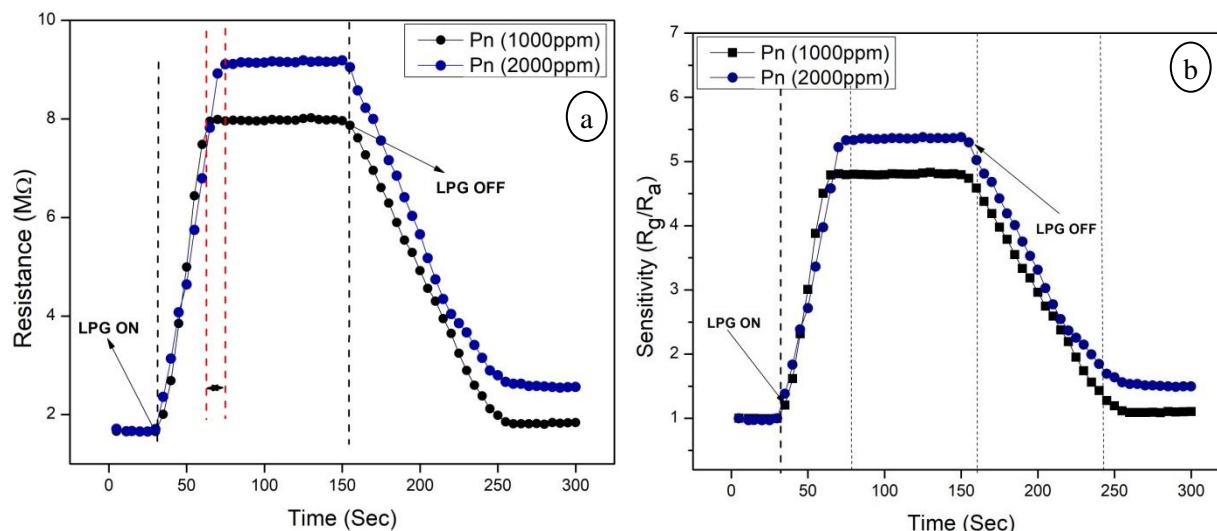 10
8
6
4
2
Resistance (MΩ)
Pn (1000ppm)
Pn (2000ppm)
a
LPG OFF
LPG ON
0 50 100 150 200 250 300
Time (Sec)
7
6
5
4
3
2
1
0
Sensitivity (Rg/Ra)
Pn (1000ppm)
Pn (2000ppm)
b
LPG OFF
LPG ON
0 50 100 150 200 250 300
Time (Sec)